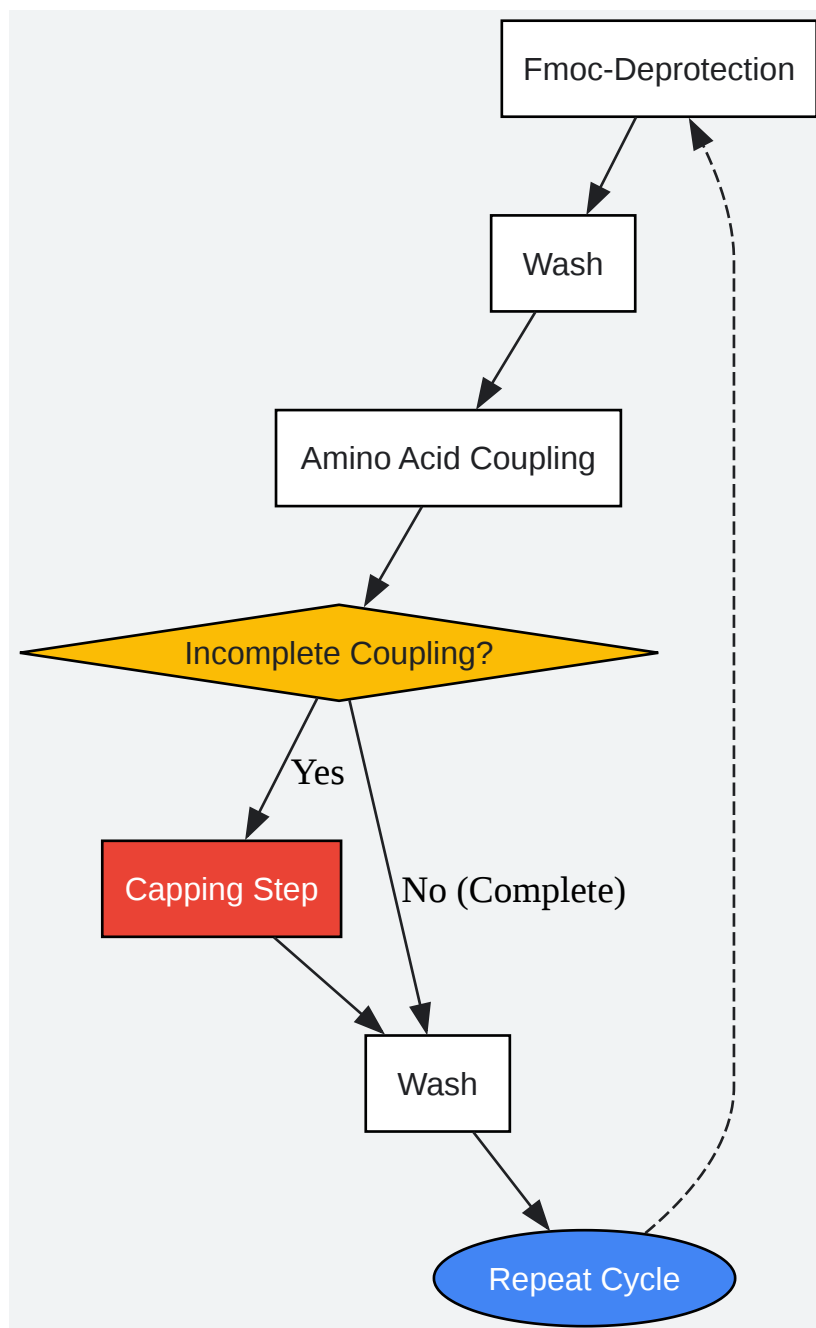 Fmoc-Deprotection
Wash
Amino Acid Coupling
Incomplete Coupling?
Yes
Capping Step
No (Complete)
Wash
Repeat Cycle